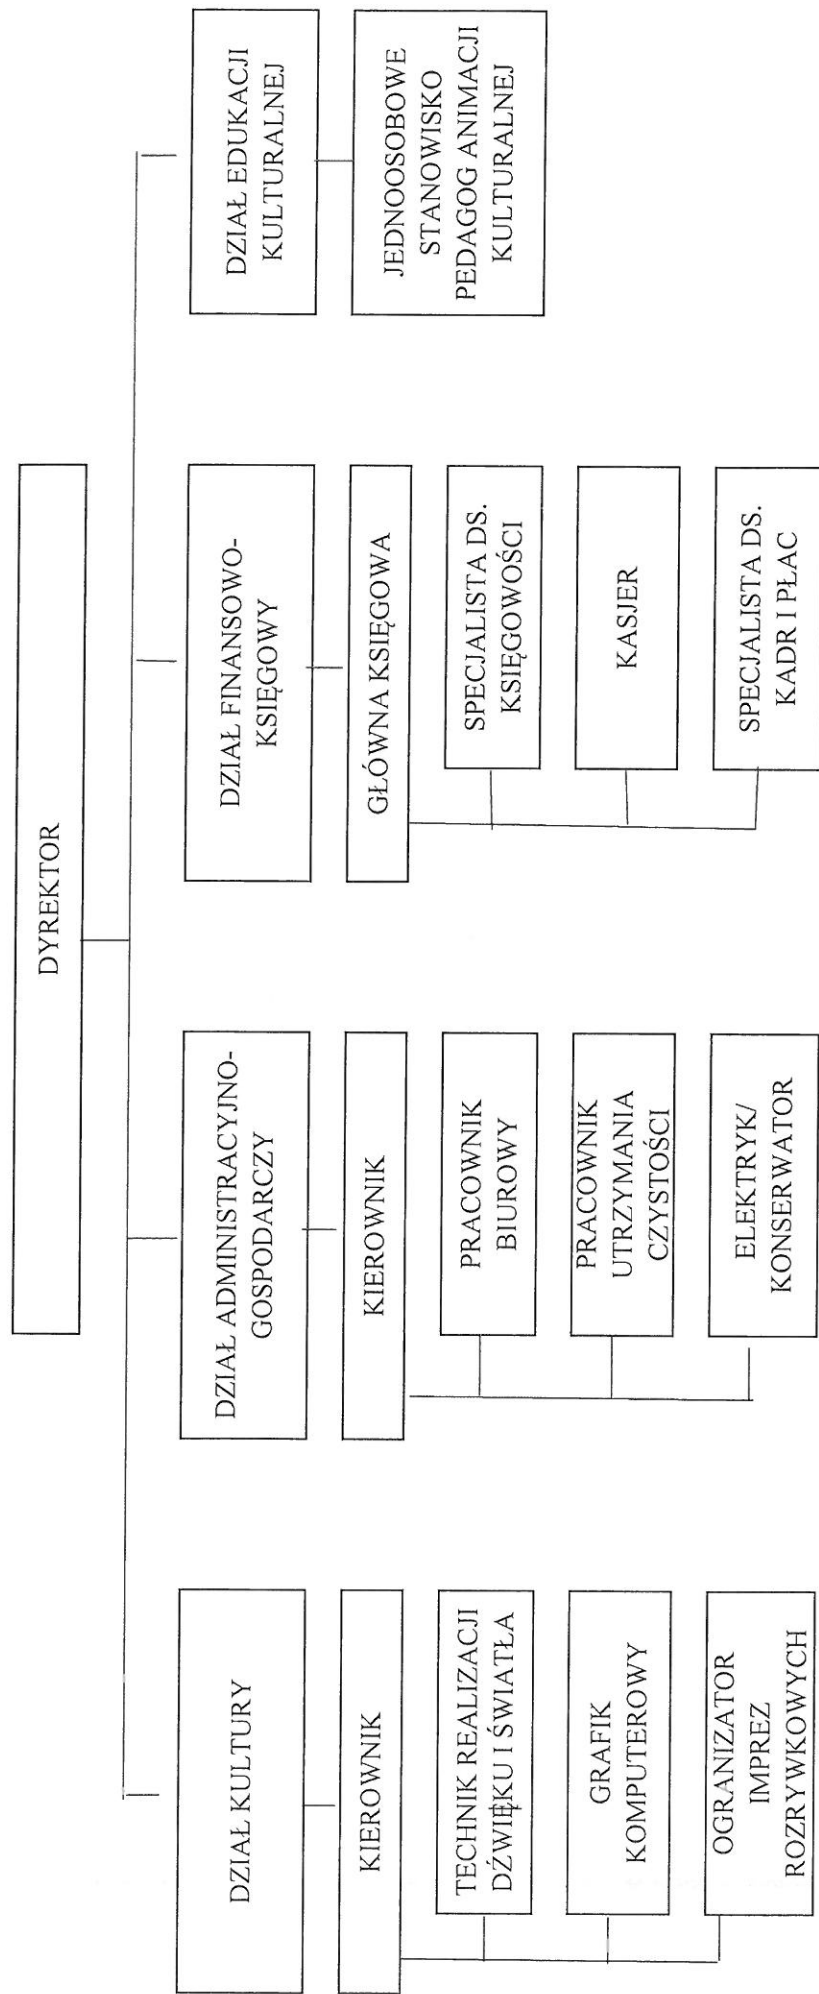 DYREKTOR
DZIAŁ KULTURY
KIEROWNIK
TECHNIK REALIZACJI
DŹWIĘKU I ŚWIATŁA
GRAFIK
KOMPUTEROWY
OGRANIZATOR
IMPREZ
ROZRYWKOWYCH
DZIAŁ ADMINISTRACYJNO-
GOSPODARCZY
KIEROWNIK
PRACOWNIK
BIUROWY
PRACOWNIK
UTRZYMANIA
CZYSTOŚCI
ELEKTRYK/
KONSERWATOR
DZIAŁ FINANSOWO-
KSIĘGOWY
GŁÓWNA KSIĘGOWA
SPECJALISTA DS.
KSIĘGOWOŚCI
KASJER
SPECJALISTA DS.
KADR I PŁAC
DZIAŁ EDUKACJI
KULTURALNEJ
JEDNOOSOBOWE
STANOWISKO
PEDAGOG ANIMACJI
KULTURALNEJ